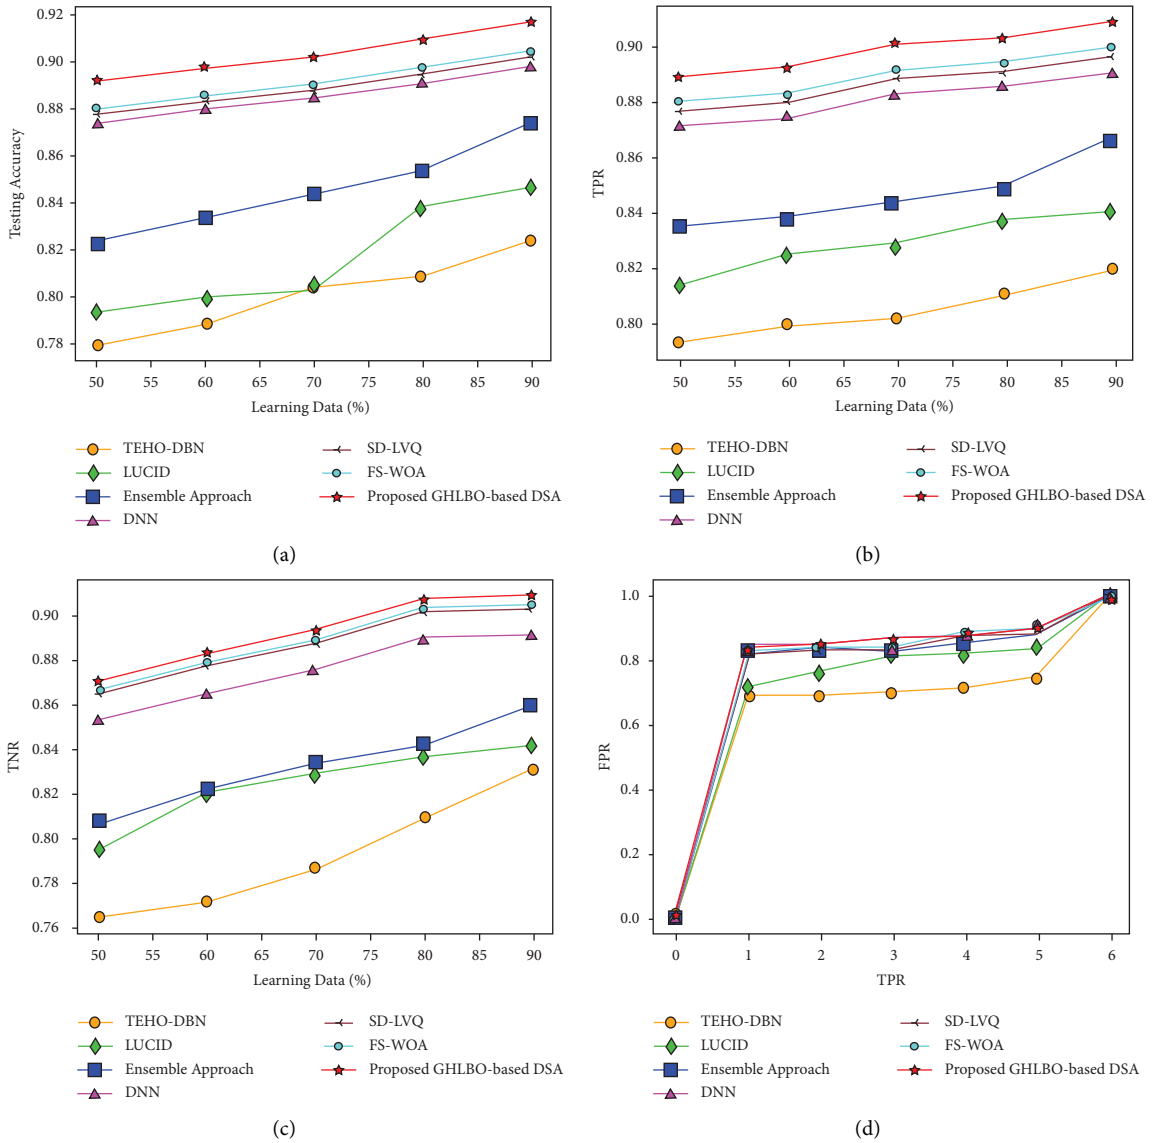 0.92
0.90
0.88
0.86
0.84
0.82
0.80
0.78
Testing Accuracy
50 55 60 65 70 75 80 85 90
Learning Data (%)
TEHO-DBN
LUCID
Ensemble Approach
DNN
SD-LVQ
FS-WOA
Proposed GHLBO-based DSA
(a)
0.90
0.88
0.86
0.84
0.82
0.80
TPR
50 55 60 65 70 75 80 85 90
Learning Data (%)
TEHO-DBN
LUCID
Ensemble Approach
DNN
SD-LVQ
FS-WOA
Proposed GHLBO-based DSA
(b)
0.90
0.88
0.86
0.84
0.82
0.80
0.78
0.76
TNR
50 55 60 65 70 75 80 85 90
Learning Data (%)
TEHO-DBN
LUCID
Ensemble Approach
DNN
SD-LVQ
FS-WOA
Proposed GHLBO-based DSA
(c)
1.0
0.8
0.6
0.4
0.2
0.0
FPR
0 1 2 3 4 5 6
TPR
TEHO-DBN
LUCID
Ensemble Approach
DNN
SD-LVQ
FS-WOA
Proposed GHLBO-based DSA
(d)